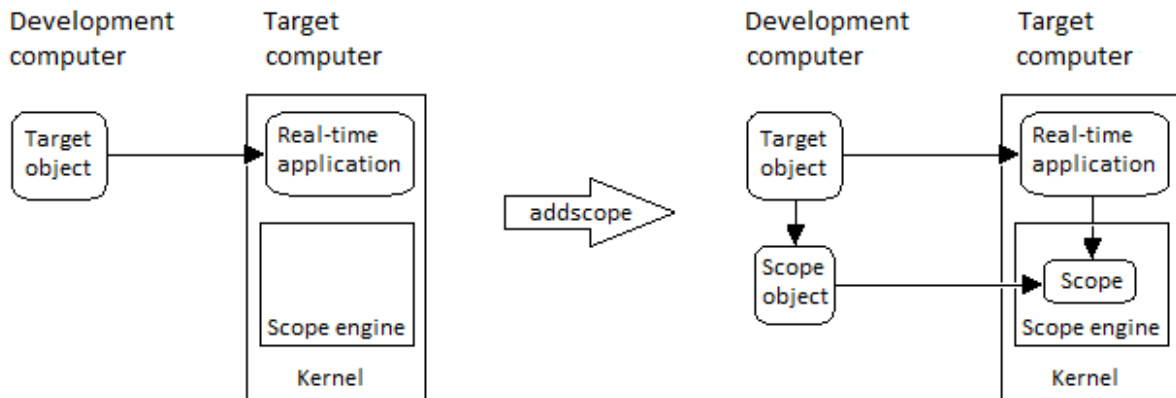 Development
computer
Target
computer
Target
object
Real-time
application
Scope engine
Kernel
addscope
Development
computer
Target
computer
Target
object
Real-time
application
Scope
object
Scope
Scope engine
Kernel